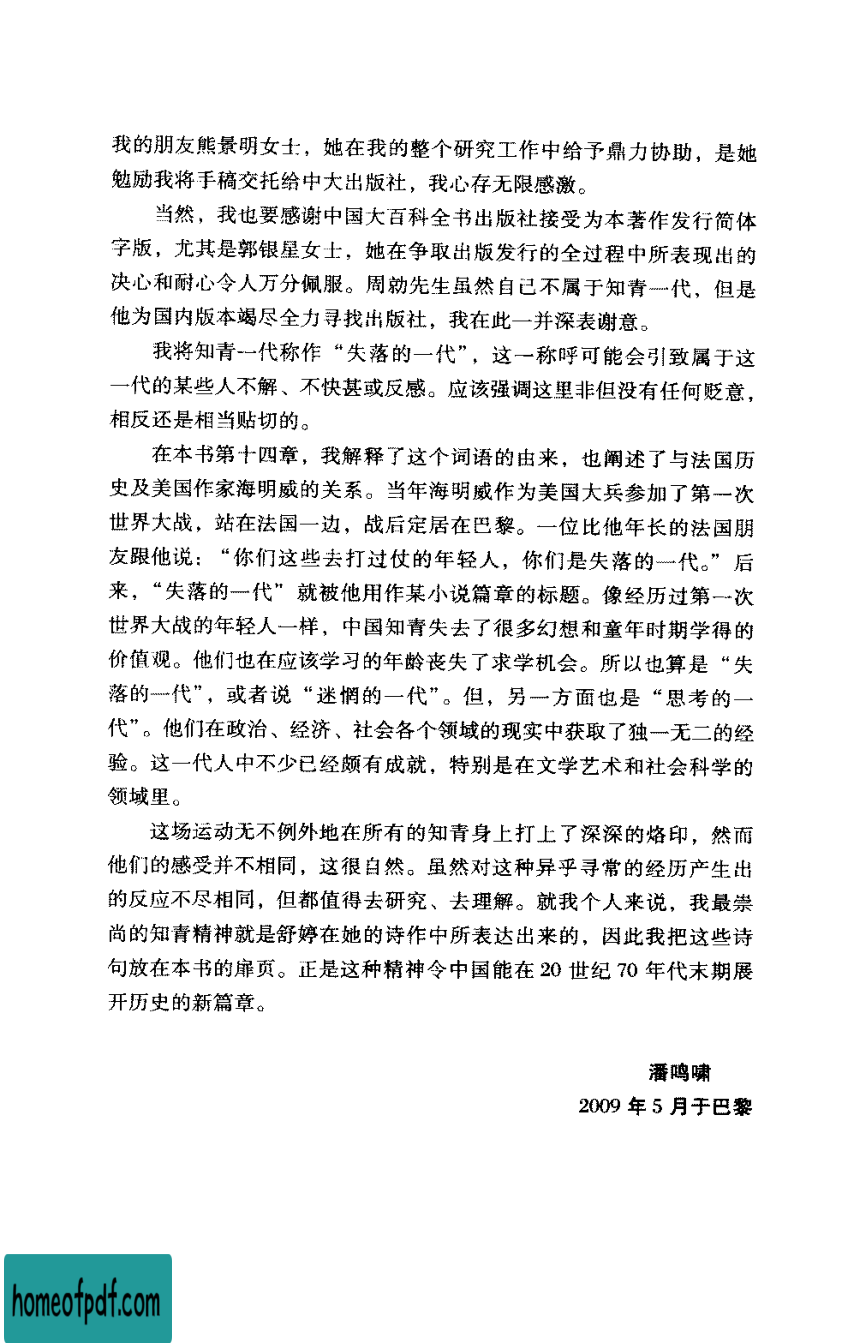 我的朋友熊景明女士，她在我的整个研究工作中给予鼎力协助，是她
勉励我将手稿交托给中大出版社，我心存无限感激。
当然，我也要感谢中国大百科全书出版社接受为本著作发行简体
字版，尤其是郭银星女士，她在争取出版发行的全过程中所表现出的
决心和耐心令人万分佩服。周勍先生虽然自己不属于知青一代，但是
他为国内版本竭尽全力寻找出版社，我在此一并深表谢意。
我将知青一代称作“失落的一代”，这一称呼可能会引致属于这
一代的某些人不解、不快甚或反感。应该强调这里非但没有任何贬意，
相反还是相当贴切的。
在本书第十四章，我解释了这个词语的由来，也阐述了与法国历
史及美国作家海明威的关系。当年海明威作为美国大兵参加了第一次
世界大战，站在法国一边，战后定居在巴黎。一位比他年长的法国朋
友跟他说：“你们这些去打过仗的年轻人，你们是失落的一代。”后
来，“失落的一代”就被他用作某小说篇章的标题。像经历过第一次
世界大战的年轻人一样，中国知青失去了很多幻想和童年时期学得的
价值观。他们也在应该学习的年龄丧失了求学机会。所以也算是“失
落的一代”，或者说“迷惘的一代”。但，另一方面也是“思考的一
代”。他们在政治、经济、社会各个领域的现实中获取了独一无二的经
验。这一代人中不少已经颇有成就，特别是在文学艺术和社会科学的
领域里。
这场运动无不例外地在所有的知青身上打上了深深的烙印，然而
他们的感受并不相同，这很自然。虽然对这种异乎寻常的经历产生出
的反应不尽相同，但都值得去研究、去理解。就我个人来说，我最崇
尚的知青精神就是舒婷在她的诗作中所表达出来的，因此我把这些诗
句放在本书的扉页。正是这种精神令中国能在 20 世纪 70 年代末期展
开历史的新篇章。
潘鸣啸
2009 年 5 月于巴黎
homeofpdf.com